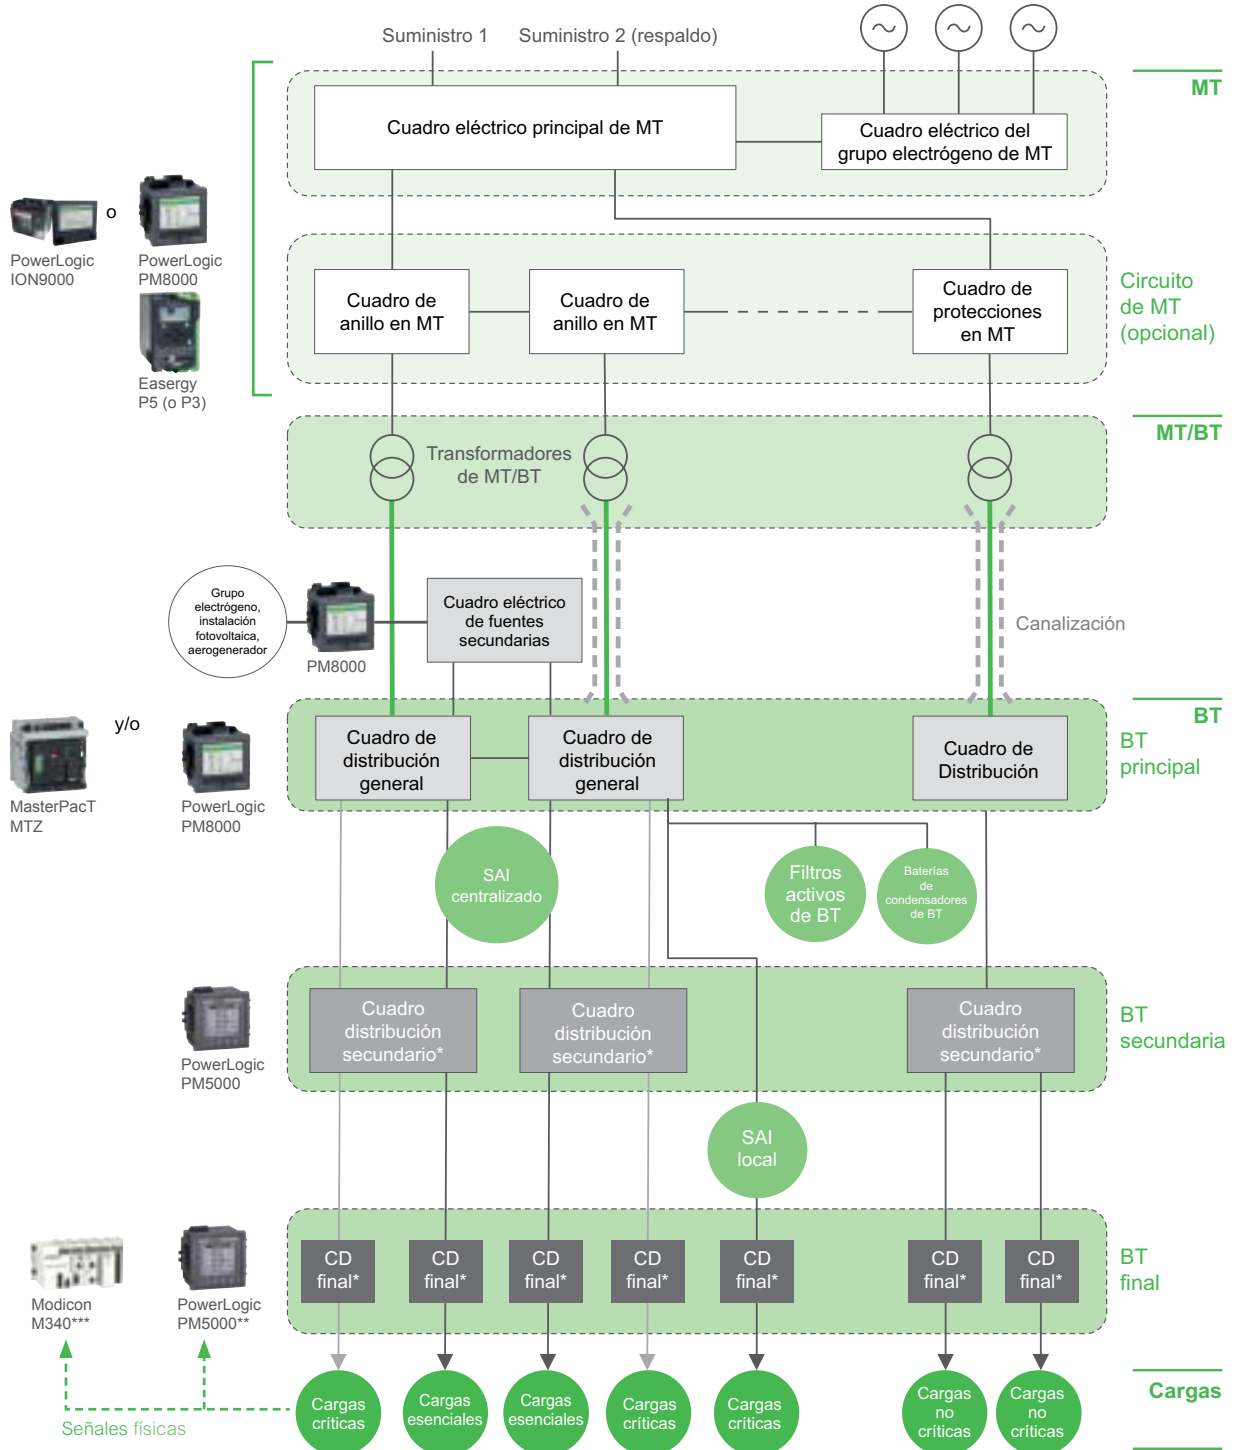 Suministro 1
Suministro 2 (respaldo)
MT
Cuadro eléctrico principal de MT
Cuadro eléctrico del
grupo electrógeno de MT
o
PowerLogic
ION9000
PowerLogic
PM8000
Easergy
P5 (o P3)
Cuadro de
anillo en MT
Cuadro de
anillo en MT
Cuadro de
protecciones
en MT
Circuito
de MT
(opcional)
MT/BT
Transformadores
de MT/BT
Grupo
electrógeno,
instalación
fotovoltaica,
aerogenerador
PM8000
Cuadro eléctrico
de fuentes
secundarias
Canalización
BT
y/o
MasterPacT
MTZ
PowerLogic
PM8000
Cuadro de
distribución
general
Cuadro de
distribución
general
Cuadro de
Distribución
BT
principal
SAI
centralizado
Filtros
activos
de BT
Baterías
de
condensadores
de BT
PowerLogic
PM5000
Cuadro
distribución
secundario*
Cuadro
distribución
secundario*
Cuadro
distribución
secundario*
BT
secundaria
SAI
local
Modicon
M340***
PowerLogic
PM5000**
CD
final*
CD
final*
CD
final*
CD
final*
CD
final*
CD
final*
CD
final*
BT
final
Señales físicas
Cargas
críticas
Cargas
esenciales
Cargas
esenciales
Cargas
críticas
Cargas
críticas
Cargas
no
críticas
Cargas
no
críticas
Cargas